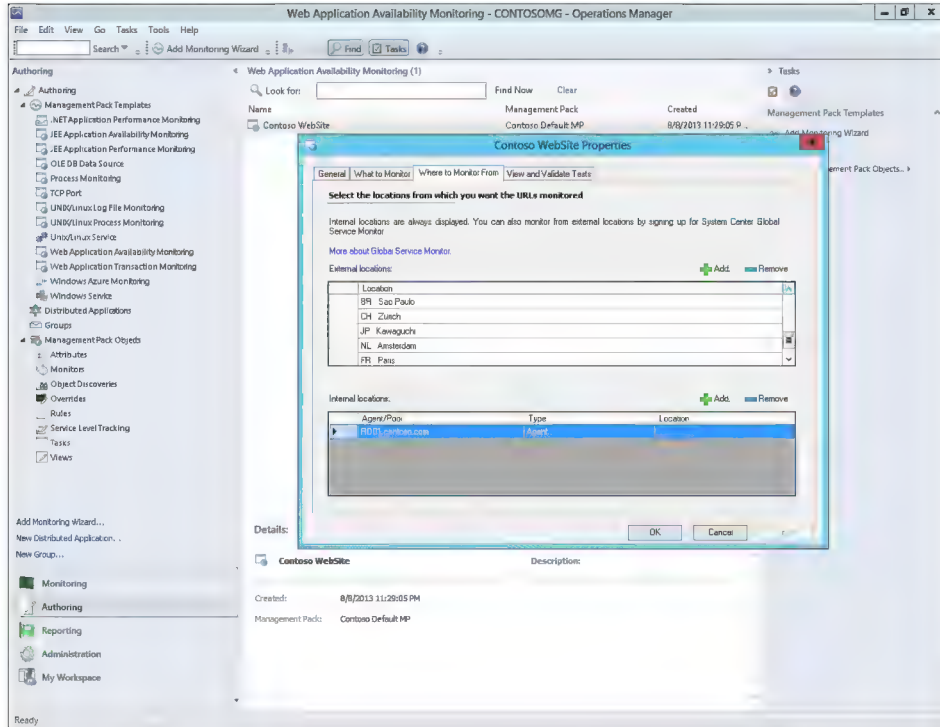 Web Application Availability Monitoring - CONTOSOMG - Operations Manager
File Edit View Go Tasks Tools Help
Search Add Monitoring Wizard Find Tasks
Authoring
Authoring
Management Pack Templates
.NET Application Performance Monitoring
JEE Application Availability Monitoring
JEE Application Performance Monitoring
OLE DB Data Source
Process Monitoring
TCP Port
UNIX/Linux Log File Monitoring
UNIX/Linux Process Monitoring
Unix/Linux Service
Web Application Availability Monitoring
Web Application Transaction Monitoring
Windows Azure Monitoring
Windows Service
Distributed Applications
Groups
Management Pack Objects
Attributes
Monitors
Object Discoveries
Overrides
Rules
Service Level Tracking
Tasks
Views
Add Monitoring Wizard...
New Distributed Application...
New Group...
Monitoring
Authoring
Reporting
Administration
My Workspace
Ready
Web Application Availability Monitoring (1)
Look for: Find Now Clear
Name Management Pack Created
Contoso WebSite Contoso Default MP 8/8/2013 11:29:05 P...
Contoso WebSite Properties
General What to Monitor Where to Monitor From View and Validate Tests
Select the locations from which you want the URLs monitored
Internal locations are always displayed. You can also monitor from external locations by signing up for System Center Global
Service Monitor
More about Global Service Monitor.
External locations: Add Remove
Location
BR Sao Paulo
CH Zurich
JP Kawaguchi
NL Amsterdam
FR Paris
Internal locations: Add Remove
Agent/Pool Type Location
contoso.com Agent
OK Cancel
Details:
Contoso WebSite Description:
Created: 8/8/2013 11:29:05 PM
Management Pack: Contoso Default MP
Tasks
Management Pack Templates
Add Monitoring Wizard
ement Pack Objects..